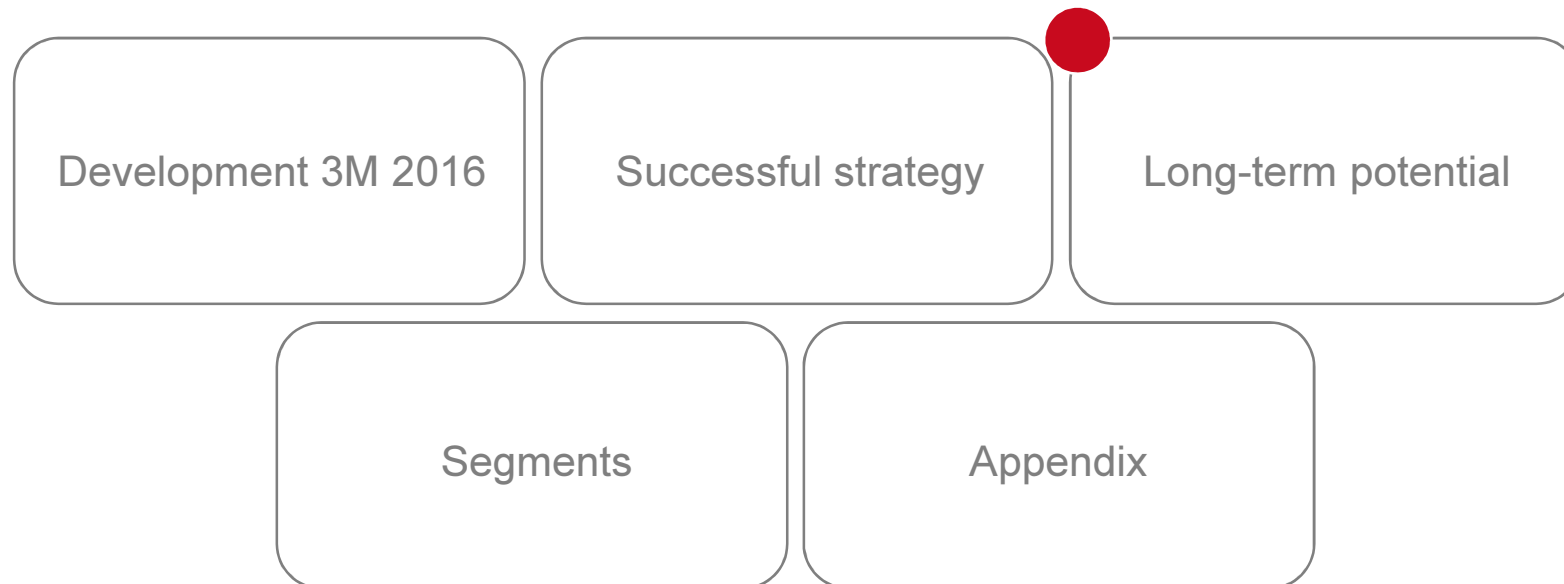 Development 3M 2016
Successful strategy
Long-term potential
Segments
Appendix